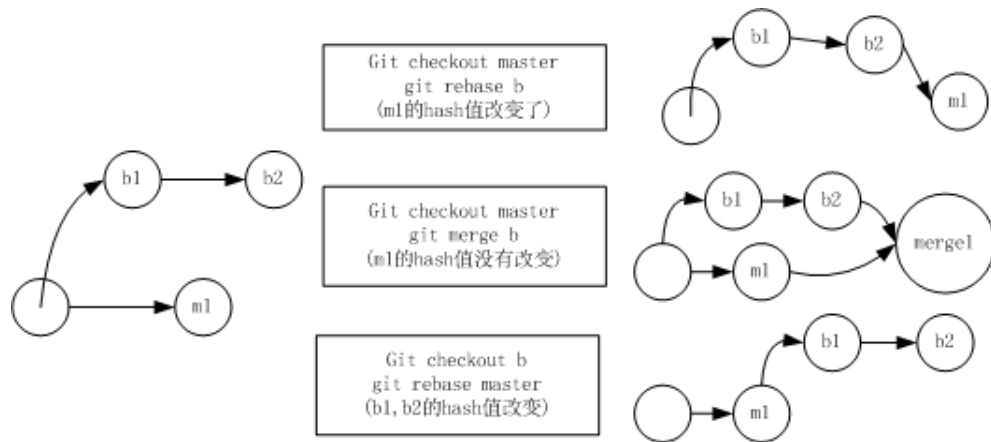 b1
b2
m1
Git checkout master
git rebase b
(m1的hash值改变了)
b1
b2
m1
Git checkout master
git merge b
(m1的hash值没有改变)
b1
b2
m1
merge1
Git checkout b
git rebase master
(b1,b2的hash值改变)
b1
b2
m1